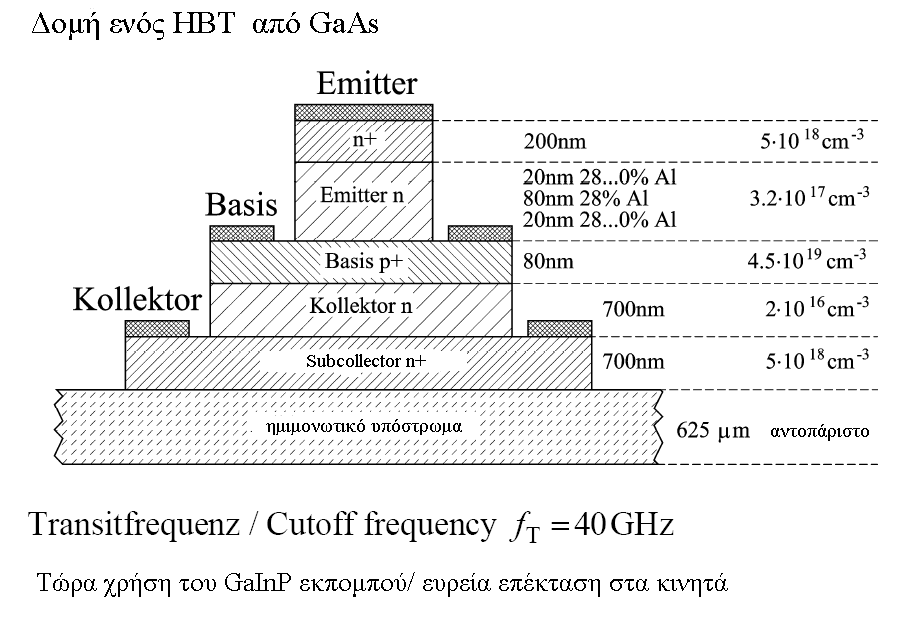 Δομή ενός HBT από GaAs
Emitter
n+ 200nm 5·10 18 cm-3
20nm 28...0% Al
Emitter n 80nm 28% Al 3.2·10 17 cm-3
20nm 28...0% Al
Basis
Basis p+ 80nm 4.5·10 19 cm-3
Kollektor
Kollektor n 700nm 2·10 16 cm-3
Subcollector n+ 700nm 5·10 18 cm-3
ημιμονωτικό υπόστρωμα 625 μm αντοπάριστο
Transitfrequenz / Cutoff frequency fT = 40 GHz
Τώρα χρήση του GaInP εκπομπού/ ευρεία επέκταση στα κινητά